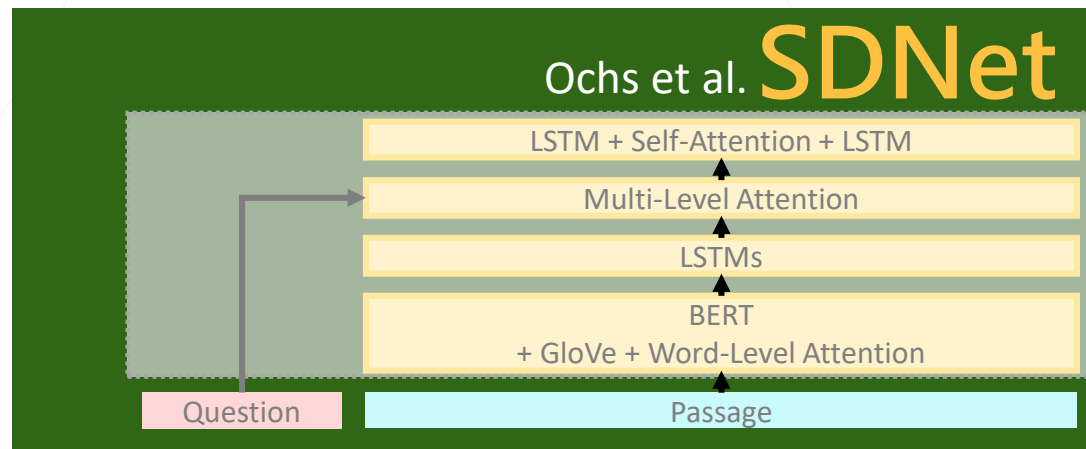 Ochs et al. SDNet
LSTM + Self-Attention + LSTM
Multi-Level Attention
LSTMs
BERT
+ GloVe + Word-Level Attention
Question
Passage